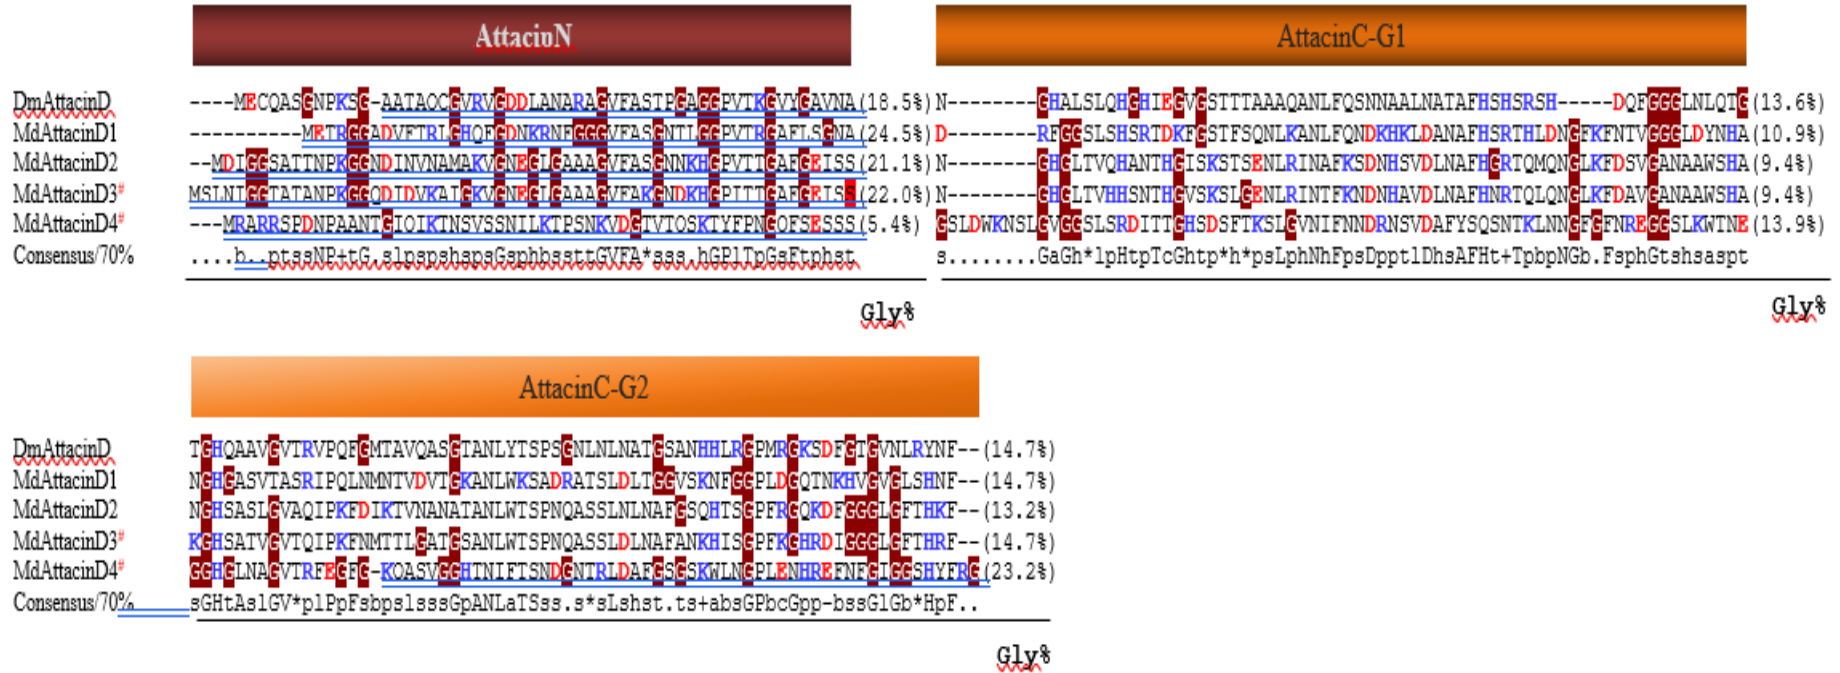 AttacinN
DmAttacinD ----MECQASGNPKSG-AATAQCGVRVGDDLANARAGVFASTPGAGGPVTKGVYGAVNA(18.5%)
MdAttacinD1 ----------METRGGADVFTRLGHQFGDNKRNFGGGVFASGNTLGGPVTRGAFLSGNA(24.5%)
MdAttacinD2 --MDIGGSATTNPKGGNDINVNAMAKVGNEGLGAAAGVFASGNNKHGPVTTGAFGEISS(21.1%)
MdAttacinD3# MSLNIGGTATANPKGGQDTDVKATGKVGNEGLGAAAGVFAKGNDKHGPITTGAFGEISS(22.0%)
MdAttacinD4# ---MRARRSPDNPAANTGIQIKTNSVSSNILKTPSNKVDGTVTQSKTYFPNGQFSESSS(5.4%)
Consensus/70% ....b..ptssNP+tG.slpspshspsGsphbssttGVFA*sss.hGPlTpGsFtphst
Gly%
AttacinC-G1
N--------GHALSLQHGHIEGVGSTTTAAAQANLFQSNNAALNATAFHSHSRSH-----DQFGGGLNLQTG(13.6%)
D--------RFGGSLSHSRTDKFGSTFSQNLKANLFQNDKHKLDANAFHSRTHLDNGFKFNTVGGGLDYNHA(10.9%)
N--------GHGLTVQHANTHGISKSTSENLRINAFKSDNHSVDLNAFHGRTQMQNGLKFDSVGANAAWSHA(9.4%)
N--------GHGLTVHHSNTHGVSKSLGENLRINTFKNDNHAVDLNAFHNRTQLQNGLKFDAVGANAAWSHA(9.4%)
GSLDWKNSLGVGGSLSRDITTGHSDSFTKSLGVNIFNNDRNSVDAFYSQSNTKLNNGFGFNREGGSLKWTNE(13.9%)
s........GaGh*lpHtpTcGhtp*h*psLphNhFpsDpptlDhsAFHt+TpbpNGb.FsphGtshsaspt
Gly%
AttacinC-G2
DmAttacinD TGHQAAVGVTRVPQFGMTAVQASGTANLYTSPSGNLNLNATGSANHHLRGPMRGKSDFGTGVNLRYNF--(14.7%)
MdAttacinD1 NGHGASVTASRIPQLNMNTVDVTGKANLWKSADRATSLDLTGGVSKNFGGPLDGQTNKHVGVGLSHNF--(14.7%)
MdAttacinD2 NGHSASLGVAQIPKFDIKTVNANATANLWTSPNQASSLNLNAFGSQHTSGPFRGQKDFGGGLGFTHKF--(13.2%)
MdAttacinD3# KGHSATVGVTQIPKFNMTTLGATGSANLWTSPNQASSLDLNAFANKHISGPFKGHRDIGGGLGFTHRF--(14.7%)
MdAttacinD4# GGHGLNAGVTRFEGFG-KQASVGGHTNIFTSNDGNTRLDAFGSGSKWLNGPLENHREFNFGIGGSHYFRG(23.2%)
Consensus/70% sGHtAslGV*plPpFsbpslsssGpANLaTSss.s*sLshst.ts+absGPbcGpp-bssGlGb*HpF..
Gly%